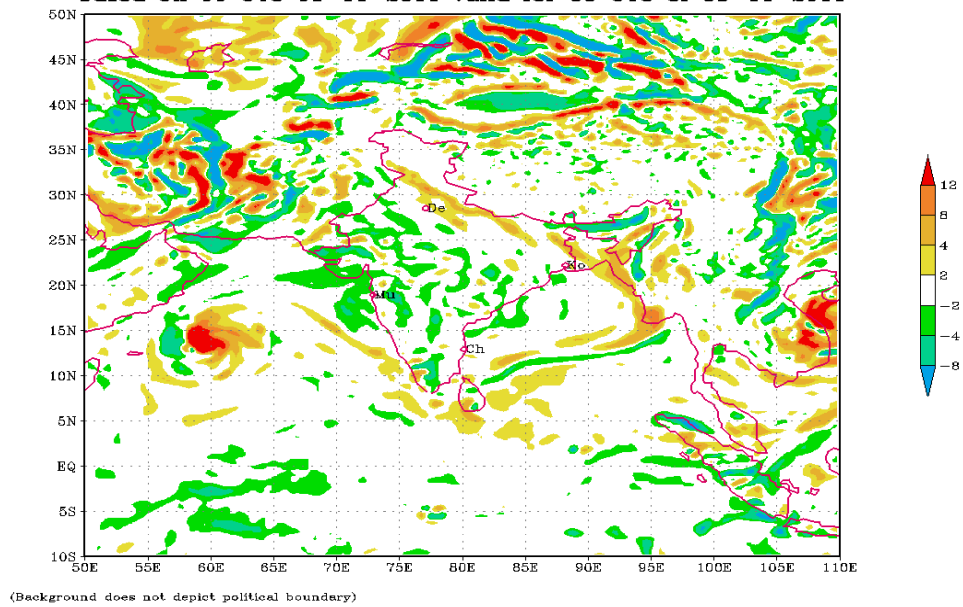 50N
45N
40N
35N
30N
25N
20N
15N
10N
5N
EQ
5S
10S
50E 55E 60E 65E 70E 75E 80E 85E 90E 95E 100E 105E 110E
De
Ko
Mu
Ch
12
8
4
2
-2
-4
-8
(Background does not depict political boundary)